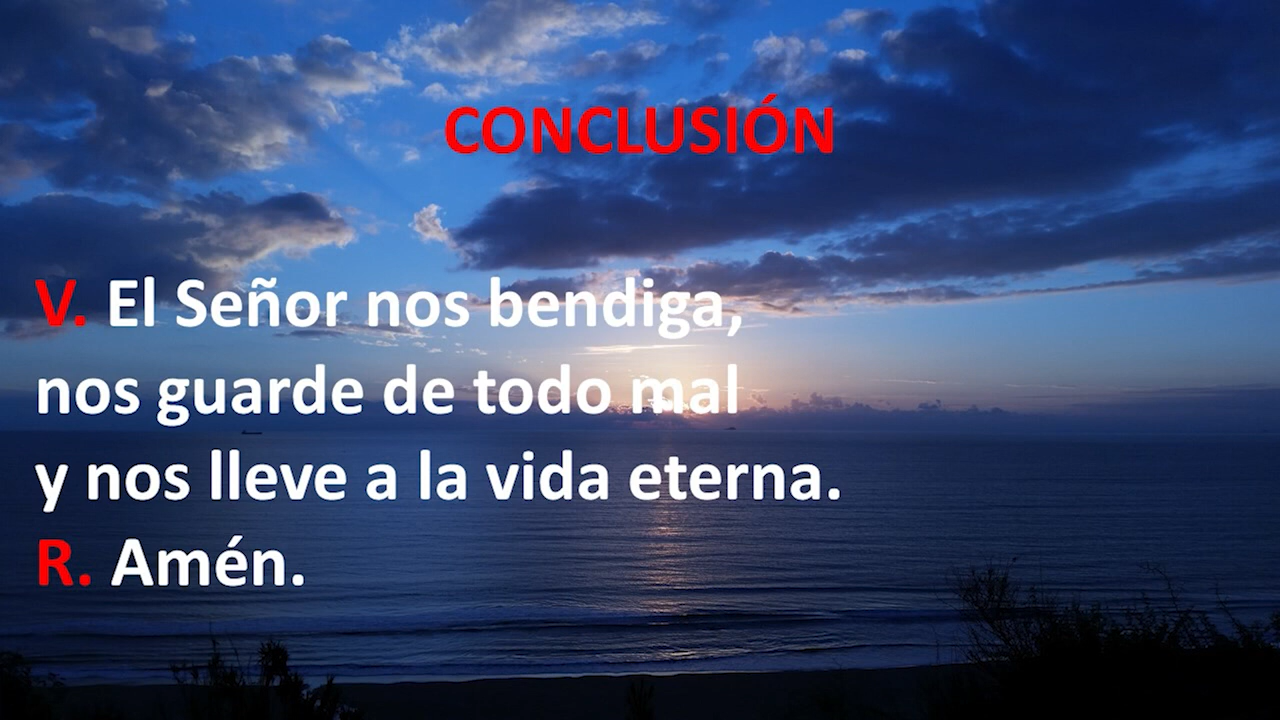 CONCLUSIÓN
V. El Señor nos bendiga,
nos guarde de todo mal
y nos lleve a la vida eterna.
R. Amén.